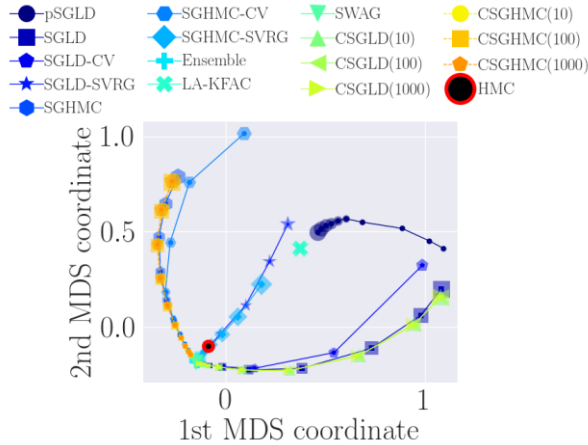 pSGLD SGHMC-CV SWAG CSGHMC(10)
SGLD SGHMC-SVRG CSGLD(10) CSGHMC(100)
SGLD-CV Ensemble CSGLD(100) CSGHMC(1000)
SGLD-SVRG LA-KFAC CSGLD(1000) HMC
SGHMC
1.0
0.5
0.0
2nd MDS coordinate
0 1
1st MDS coordinate